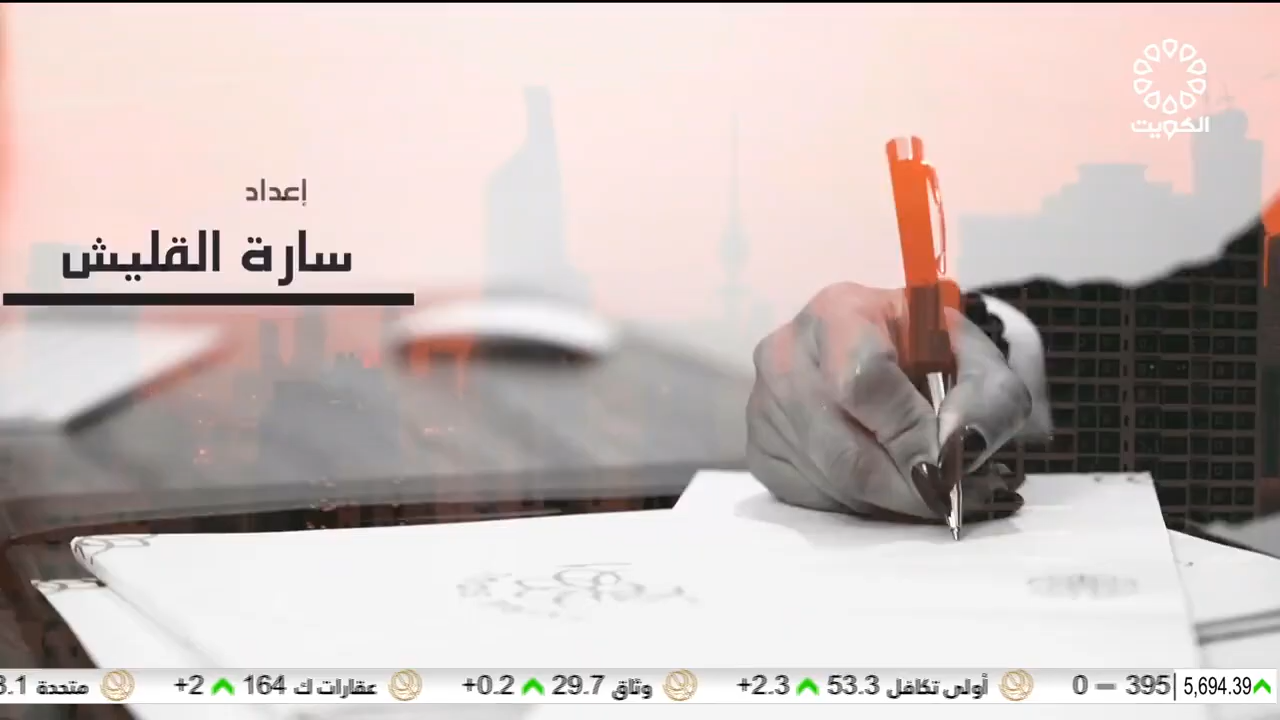 الكويت
إعداد
سارة القليش
5,694.39 395 – 0 أولى تكافل 53.3 +2.3 وثاق 29.7 +0.2 عقارات ك 164 +2 متحدة